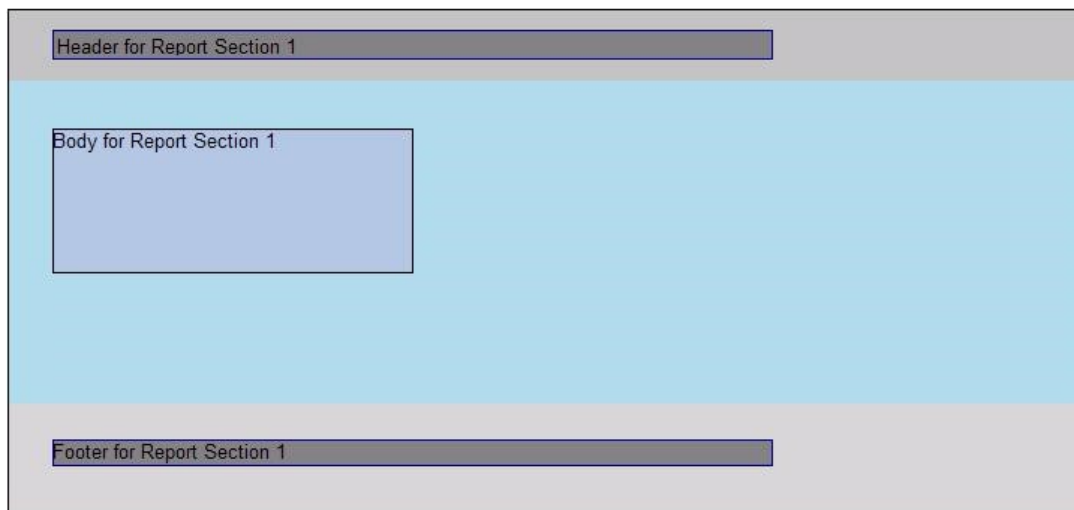 Header for Report Section 1
Body for Report Section 1
Footer for Report Section 1